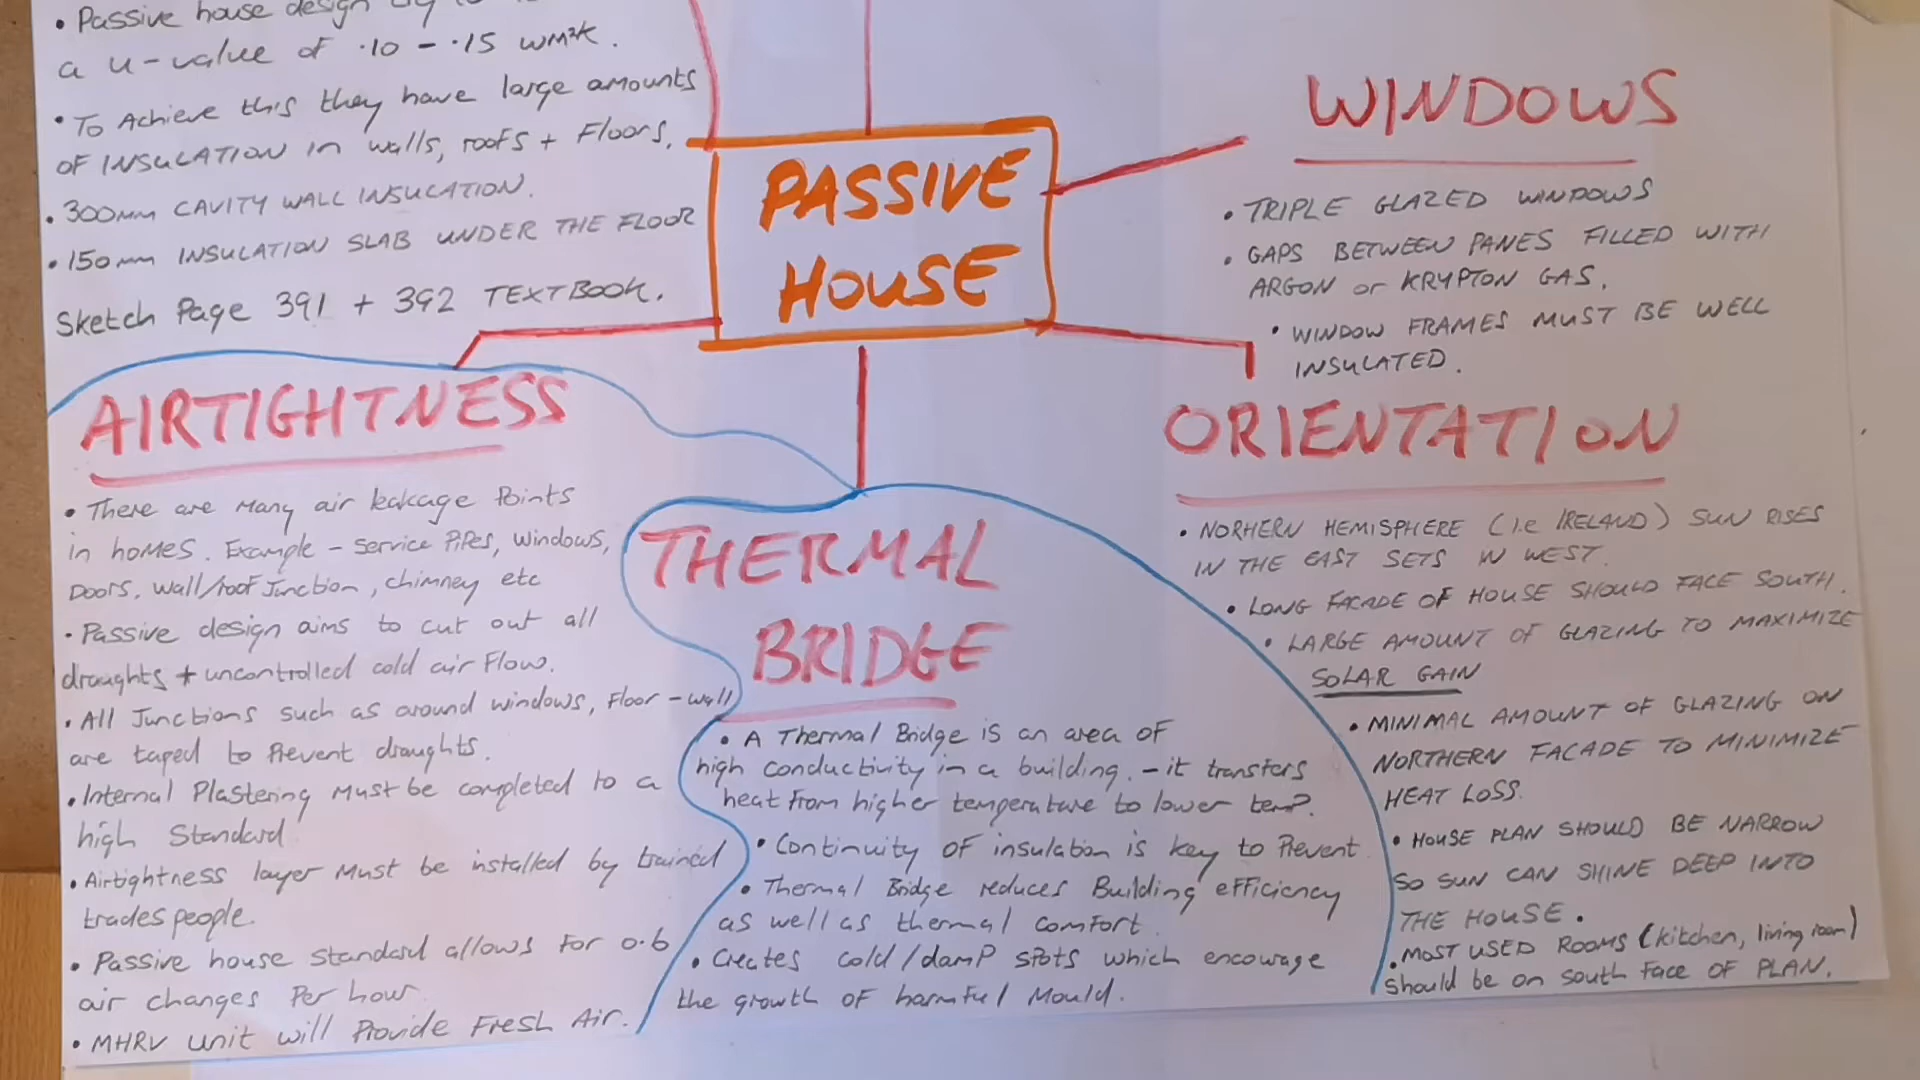 • Passive house design try to
a u-value of .10 - .15 WM²K.
• To Achieve this they have large amounts
OF INSULATION in walls, roofs + Floors.
• 300mm CAVITY WALL INSULATION.
• 150mm INSULATION SLAB UNDER THE FLOOR
Sketch Page 391 + 392 TEXTBOOK.
PASSIVE
HOUSE
WINDOWS
• TRIPLE GLAZED WINDOWS
• GAPS BETWEEN PANES FILLED WITH
ARGON or KRYPTON GAS.
• WINDOW FRAMES MUST BE WELL
INSULATED.
AIRTIGHTNESS
• There are many air leakage Points
in homes. Example - Service Pipes, windows,
Doors, wall/roof Junction, chimney etc
• Passive design aims to cut out all
draughts + uncontrolled cold air Flow.
• All Junctions such as around windows, Floor - wall
are taped to Prevent draughts.
• Internal Plastering Must be completed to a
high Standard.
• Airtightness layer Must be installed by trained
tradespeople.
• Passive house Standard allows For 0.6
air changes Per hour.
• MHRV unit will Provide Fresh Air.
THERMAL
BRIDGE
• A Thermal Bridge is an area of
high conductivity in a building. - it transfers
heat From higher temperature to lower temp.
• Continuity OF insulation is key to Prevent
• Thermal Bridge reduces Building efficiency
as well as thermal comfort.
• Creates cold/damp spots which encourage
the growth OF harmful Mould.
ORIENTATION
• NORHERN HEMISPHERE (i.e IRELAND) SUN RISES
IN THE EAST SETS IN WEST.
• LONG FACADE OF HOUSE SHOULD FACE SOUTH.
• LARGE AMOUNT OF GLAZING TO MAXIMIZE
SOLAR GAIN
• MINIMAL AMOUNT OF GLAZING ON
NORTHERN FACADE TO MINIMIZE
HEAT LOSS.
• HOUSE PLAN SHOULD BE NARROW
SO SUN CAN SHINE DEEP INTO
THE HOUSE.
• MOST USED ROOMS (kitchen, living room)
should be on south Face OF PLAN.